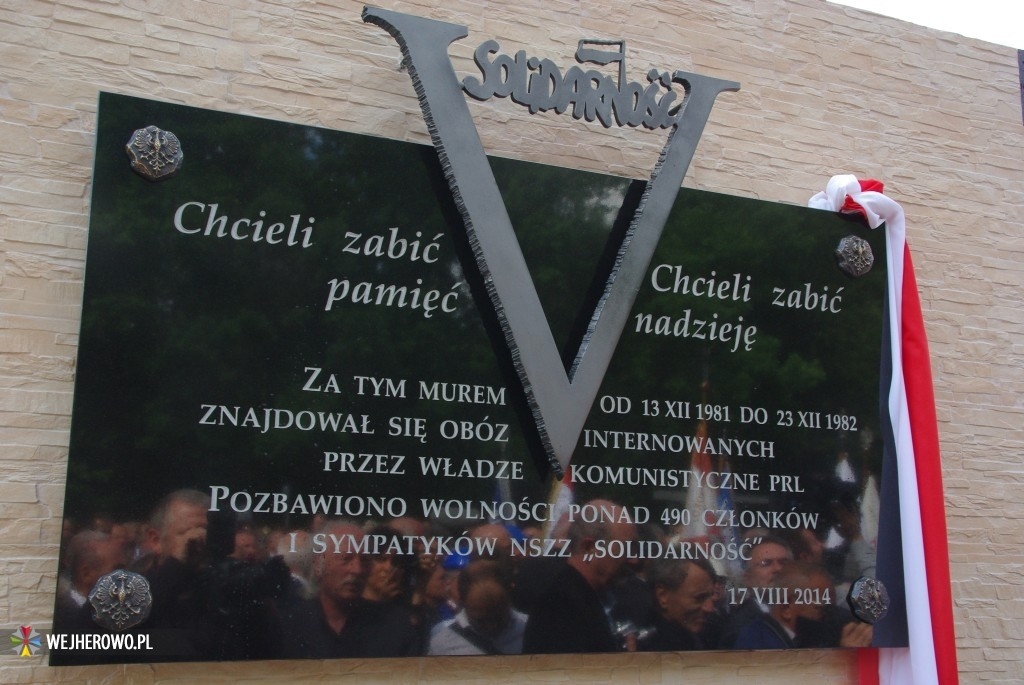 SOLIDARNOŚĆ
Chcieli zabić
pamięć
Chcieli zabić
nadzieję
ZA TYM MUREM OD 13 XII 1981 DO 23 XII 1982
ZNAJDOWAŁ SIĘ OBÓZ INTERNOWANYCH
PRZEZ WŁADZE KOMUNISTYCZNE PRL
POZBAWIONO WOLNOŚCI PONAD 490 CZŁONKÓW
I SYMPATYKÓW NSZZ „SOLIDARNOŚĆ”
17 VIII 2014
WEJHEROWO.PL